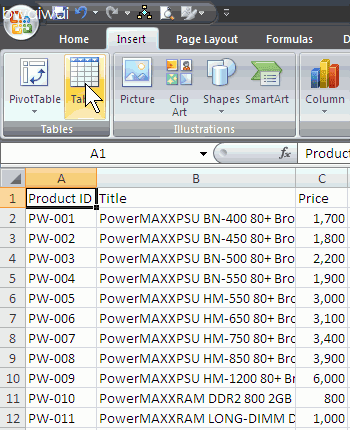 Home Insert Page Layout Formulas
PivotTable Table Picture Clip Art Shapes SmartArt Column
Tables Illustrations
A1 fx Product
A B C
1 Product ID Title Price
2 PW-001 PowerMAXXPSU BN-400 80+ Bro 1,700
3 PW-002 PowerMAXXPSU BN-450 80+ Bro 1,800
4 PW-003 PowerMAXXPSU BN-500 80+ Bro 2,200
5 PW-004 PowerMAXXPSU BN-550 80+ Bro 1,900
6 PW-005 PowerMAXXPSU HM-550 80+ Bro 3,000
7 PW-006 PowerMAXXPSU HM-650 80+ Bro 3,100
8 PW-007 PowerMAXXPSU HM-750 80+ Bro 3,400
9 PW-008 PowerMAXXPSU HM-850 80+ Bro 3,900
10 PW-009 PowerMAXXPSU HM-1200 80+ Br 6,000
11 PW-010 PowerMAXXRAM DDR2 800 2GB 800
12 PW-011 PowerMAXXRAM LONG-DIMM D 1,000